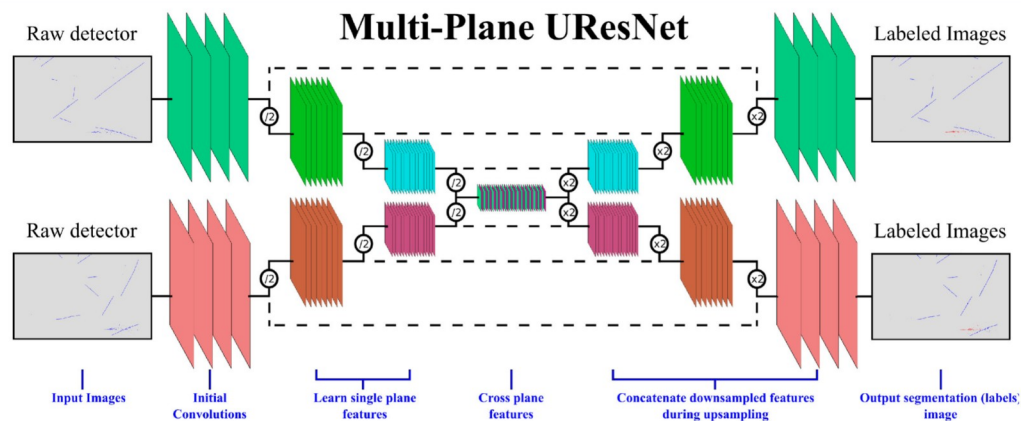 Multi-Plane UResNet
Raw detector
Labeled Images
/2
x2
/2
x2
/2
x2
/2
x2
Raw detector
Labeled Images
/2
x2
/2
x2
Input Images
Initial
Convolutions
Learn single plane
features
Cross plane
features
Concatenate downsampled features
during upsampling
Output segmentation (labels)
image